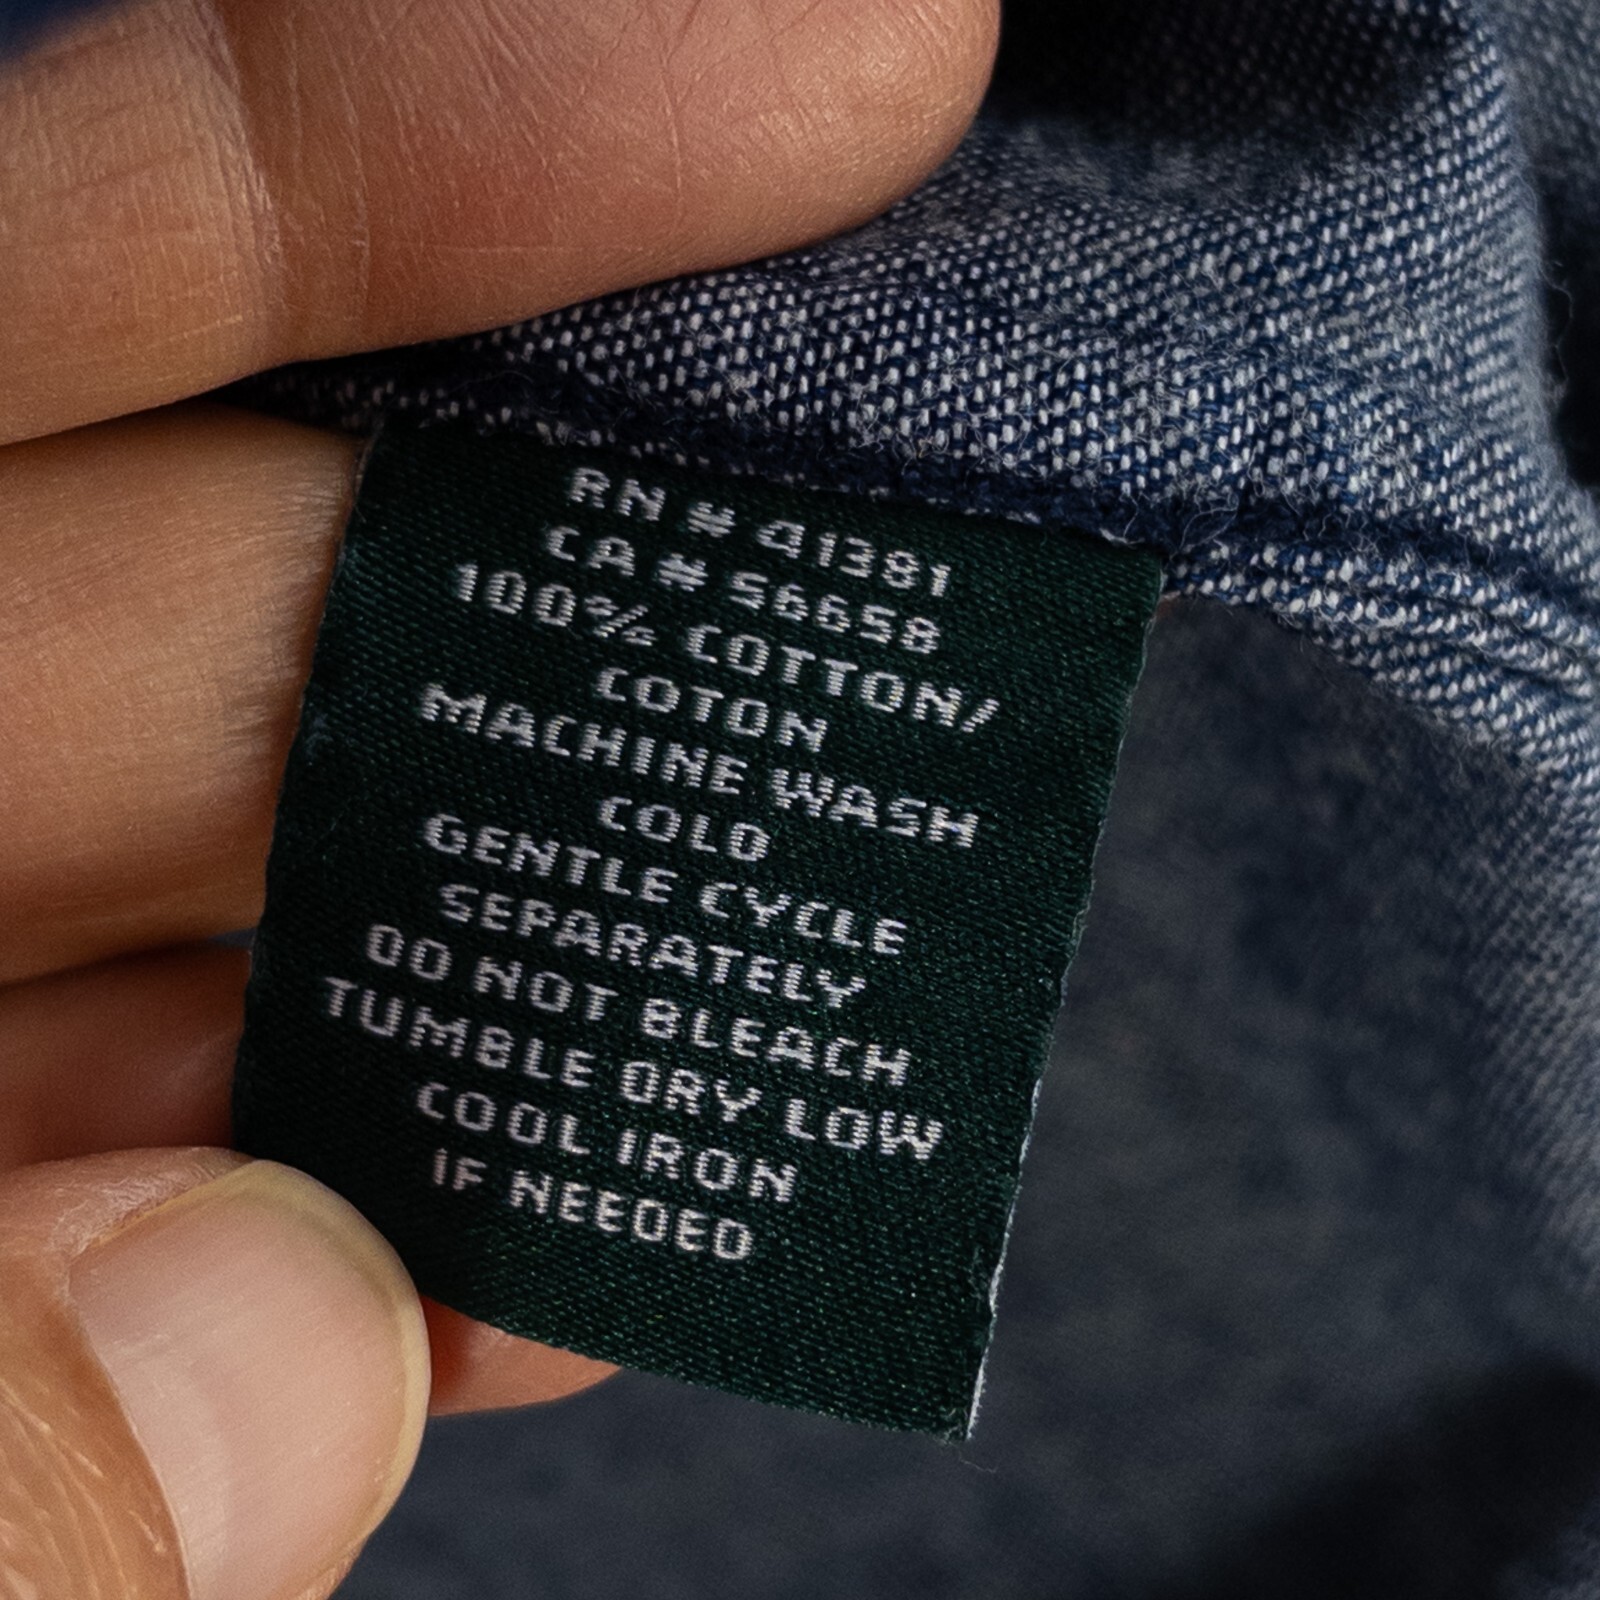 RN # 41381
CA # 56658
100% COTTON/
COTON
MACHINE WASH
COLD
GENTLE CYCLE
SEPARATELY
DO NOT BLEACH
TUMBLE DRY LOW
COOL IRON
IF NEEDED